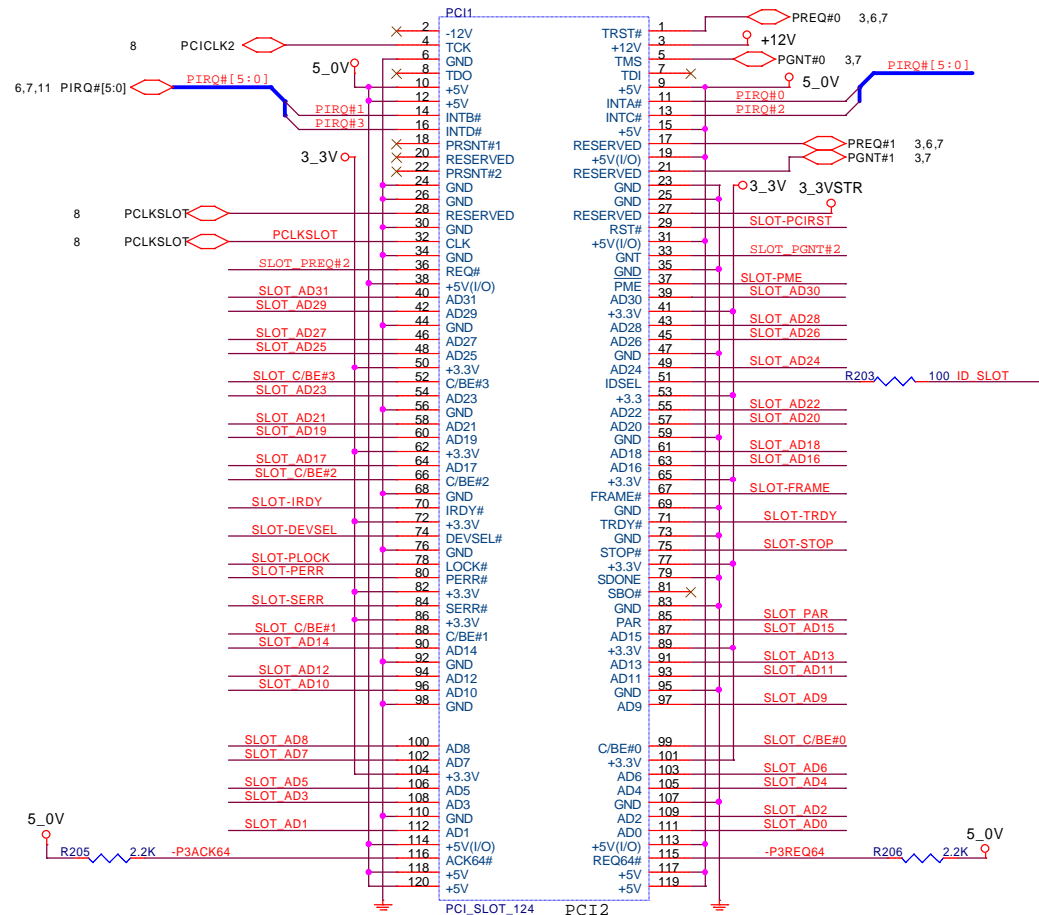 PCI1
2 -12V TRST# 1 PREQ#0 3,6,7
8 PCICLK2 4 TCK +12V 3 +12V
6 GND TMS 5 PGNT#0 3,7
5_0V 8 TDO TDI 7 PIRQ#[5:0]
6,7,11 PIRQ#[5:0] PIRQ#[5:0] 10 +5V +5V 9 5_0V
12 +5V INTA# 11 PIRQ#0
PIRQ#1 14 INTB# INTC# 13 PIRQ#2
PIRQ#3 16 INTD# +5V 15
18 PRSNT#1 RESERVED 17 PREQ#1 3,6,7
3_3V 20 RESERVED +5V(I/O) 19 PGNT#1 3,7
22 PRSNT#2 RESERVED 21
24 GND GND 23 3_3V 3_3VSTR
26 GND GND 25
8 PCLKSLOT 28 RESERVED RESERVED 27
30 GND RST# 29 SLOT-PCIRST
8 PCLKSLOT PCLKSLOT 32 CLK +5V(I/O) 31
34 GND GNT 33 SLOT_PGNT#2
SLOT_PREQ#2 36 REQ# GND 35
38 +5V(I/O) PME 37 SLOT-PME
SLOT_AD31 40 AD31 AD30 39 SLOT_AD30
SLOT_AD29 42 AD29 +3.3V 41
44 GND AD28 43 SLOT_AD28
SLOT_AD27 46 AD27 AD26 45 SLOT_AD26
SLOT_AD25 48 AD25 GND 47
50 +3.3V AD24 49 SLOT_AD24
SLOT_C/BE#3 52 C/BE#3 IDSEL 51 R203 100 ID_SLOT
SLOT_AD23 54 AD23 +3.3 53
56 GND AD22 55 SLOT_AD22
SLOT_AD21 58 AD21 AD20 57 SLOT_AD20
SLOT_AD19 60 AD19 GND 59
62 +3.3V AD18 61 SLOT_AD18
SLOT_AD17 64 AD17 AD16 63 SLOT_AD16
SLOT_C/BE#2 66 C/BE#2 +3.3V 65
68 GND FRAME# 67 SLOT-FRAME
SLOT-IRDY 70 IRDY# GND 69
72 +3.3V TRDY# 71 SLOT-TRDY
SLOT-DEVSEL 74 DEVSEL# GND 73
76 GND STOP# 75 SLOT-STOP
SLOT-PLOCK 78 LOCK# +3.3V 77
SLOT-PERR 80 PERR# SDONE 79
82 +3.3V SBO# 81
SLOT-SERR 84 SERR# GND 83
86 +3.3V PAR 85 SLOT_PAR
SLOT_C/BE#1 88 C/BE#1 AD15 87 SLOT_AD15
SLOT_AD14 90 AD14 +3.3V 89
92 GND AD13 91 SLOT_AD13
SLOT_AD12 94 AD12 AD11 93 SLOT_AD11
SLOT_AD10 96 AD10 GND 95
98 GND AD9 97 SLOT_AD9
SLOT_AD8 100 AD8 C/BE#0 99 SLOT_C/BE#0
SLOT_AD7 102 AD7 +3.3V 101
104 +3.3V AD6 103 SLOT_AD6
SLOT_AD5 106 AD5 AD4 105 SLOT_AD4
SLOT_AD3 108 AD3 GND 107
5_0V 110 GND AD2 109 SLOT_AD2
SLOT_AD1 112 AD1 AD0 111 SLOT_AD0
114 +5V(I/O) +5V(I/O) 113 5_0V
R205 2.2K -P3ACK64 116 ACK64# REQ64# 115 -P3REQ64 R206 2.2K
118 +5V +5V 117
120 +5V +5V 119
PCI_SLOT_124 PCI2